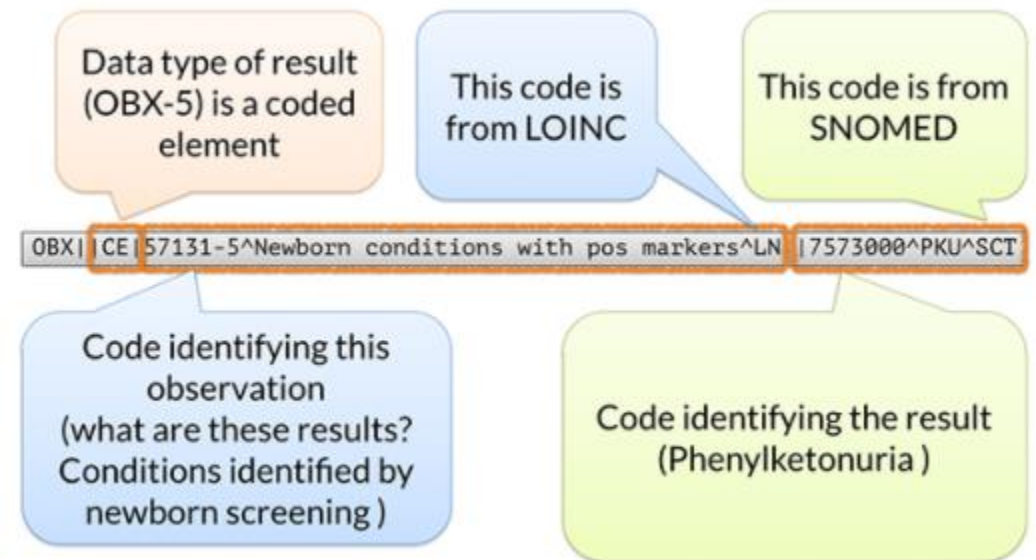 Data type of result
(OBX-5) is a coded
element
This code is
from LOINC
This code is from
SNOMED
OBX||CE|57131-5^Newborn conditions with pos markers^LN |7573000^PKU^SCT
Code identifying this
observation
(what are these results?
Conditions identified by
newborn screening )
Code identifying the result
(Phenylketonuria )